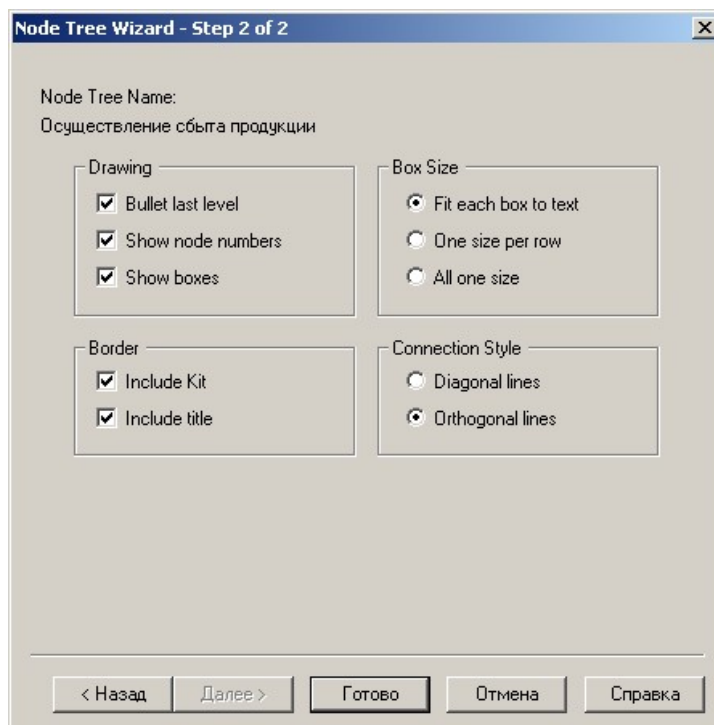 Node Tree Wizard - Step 2 of 2
Node Tree Name:
Осуществление сбыта продукции
Drawing
Bullet last level
Show node numbers
Show boxes
Box Size
Fit each box to text
One size per row
All one size
Border
Include Kit
Include title
Connection Style
Diagonal lines
Orthogonal lines
< Назад Далее > Готово Отмена Справка